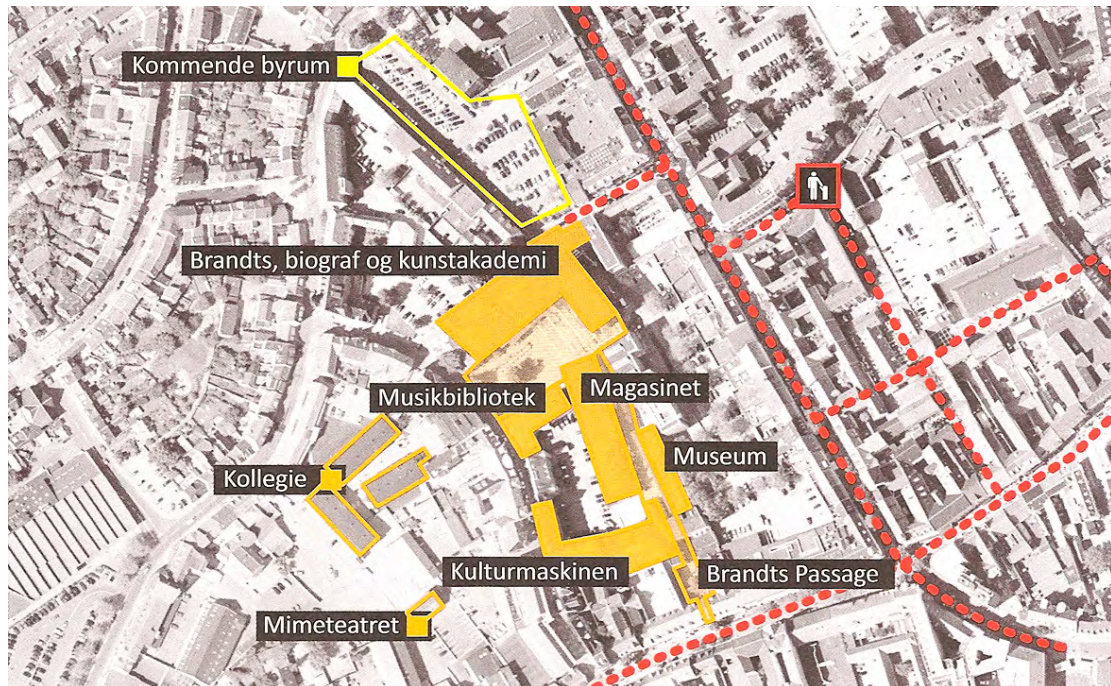 Kommende byrum
Brandts, biograf og kunstakademi
Musikbibliotek
Magasinet
Museum
Kollegie
Kulturmaskinen
Brandts Passage
Mimeteatret